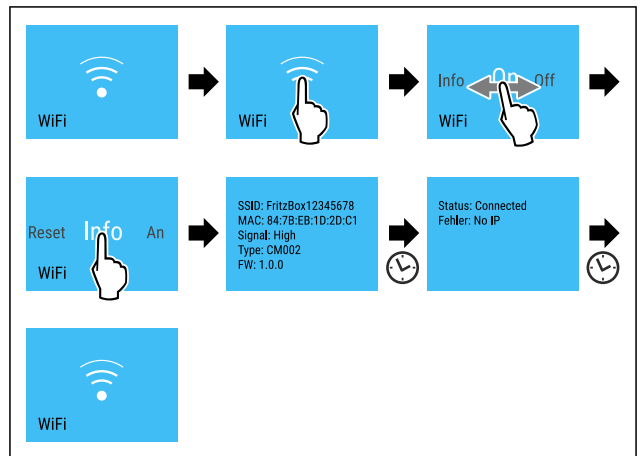 WiFi
WiFi
Info On Off
WiFi
Reset Info An
WiFi
SSID: FritzBox12345678
MAC: 84:7B:EB:1D:2D:C1
Signal: High
Type: CM002
FW: 1.0.0
Status: Connected
Fehler: No IP
WiFi